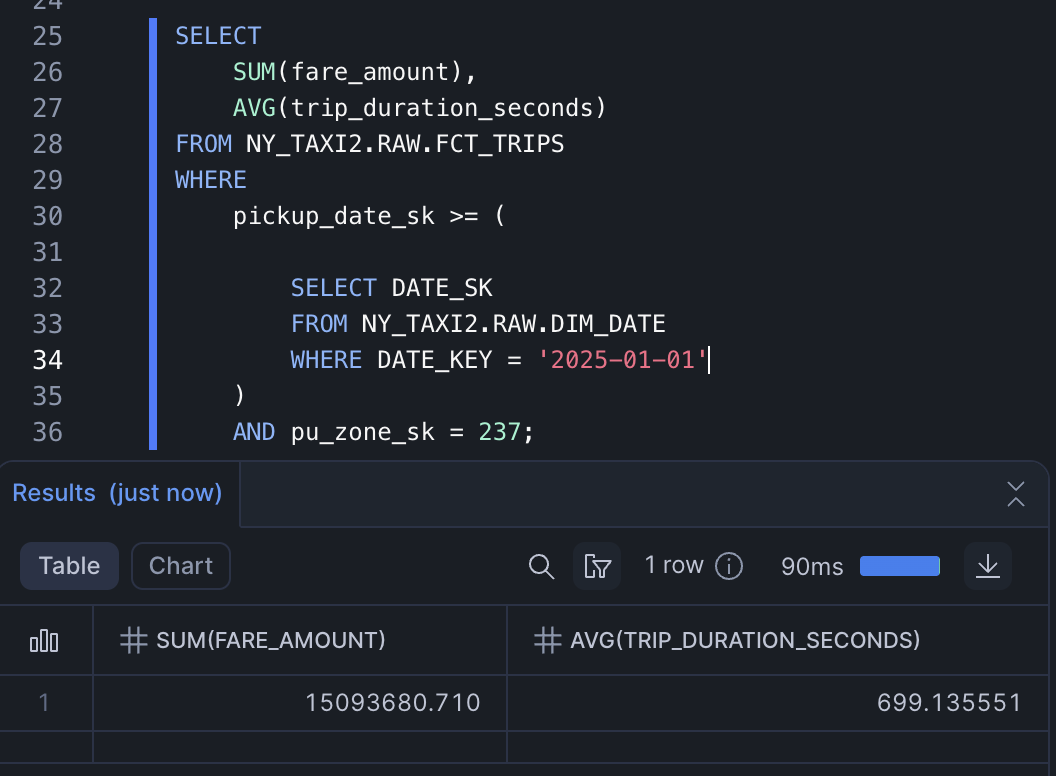 24
25 SELECT
26 SUM(fare_amount),
27 AVG(trip_duration_seconds)
28 FROM NY_TAXI2.RAW.FCT_TRIPS
29 WHERE
30 pickup_date_sk >= (
31
32 SELECT DATE_SK
33 FROM NY_TAXI2.RAW.DIM_DATE
34 WHERE DATE_KEY = '2025-01-01'
35 )
36 AND pu_zone_sk = 237;
Results (just now)
Table Chart 1 row 90ms
SUM(FARE_AMOUNT) AVG(TRIP_DURATION_SECONDS)
1 15093680.710 699.135551